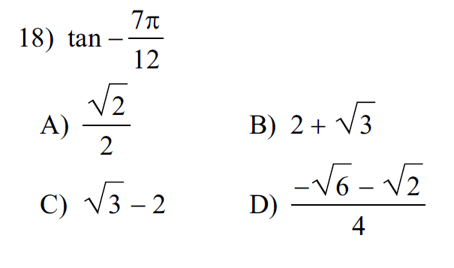 18) tan − 7π/12
A) √2/2 B) 2 + √3
C) √3 − 2 D) (−√6 − √2)/4